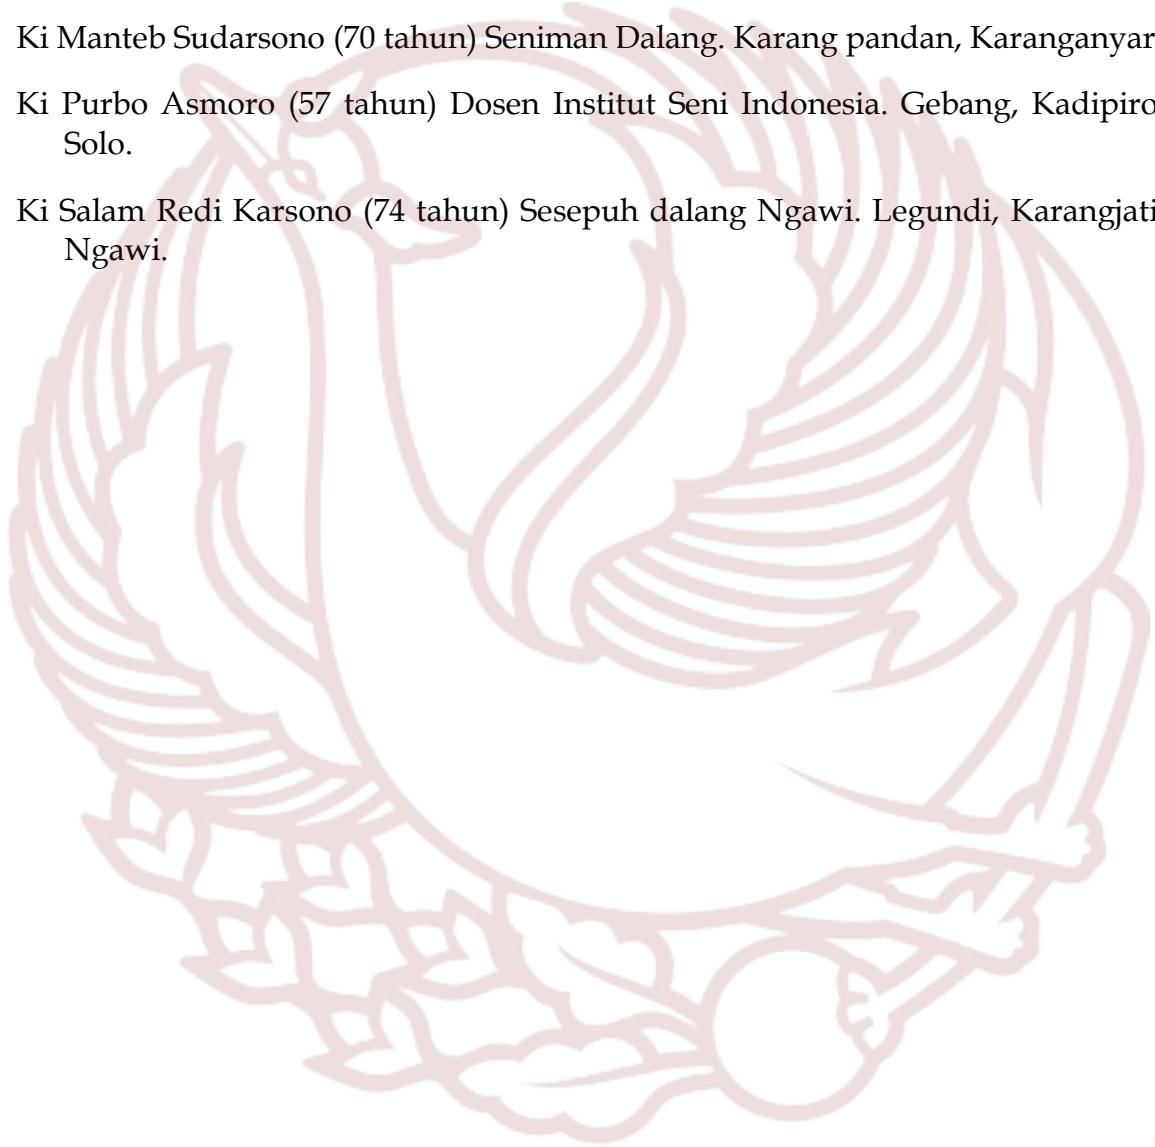 Ki Manteb Sudarsono (70 tahun) Seniman Dalang. Karang pandan, Karanganyar
Ki Purbo Asmoro (57 tahun) Dosen Institut Seni Indonesia. Gebang, Kadipiro
Solo.
Ki Salam Redi Karsono (74 tahun) Sesepuh dalang Ngawi. Legundi, Karangjati
Ngawi.